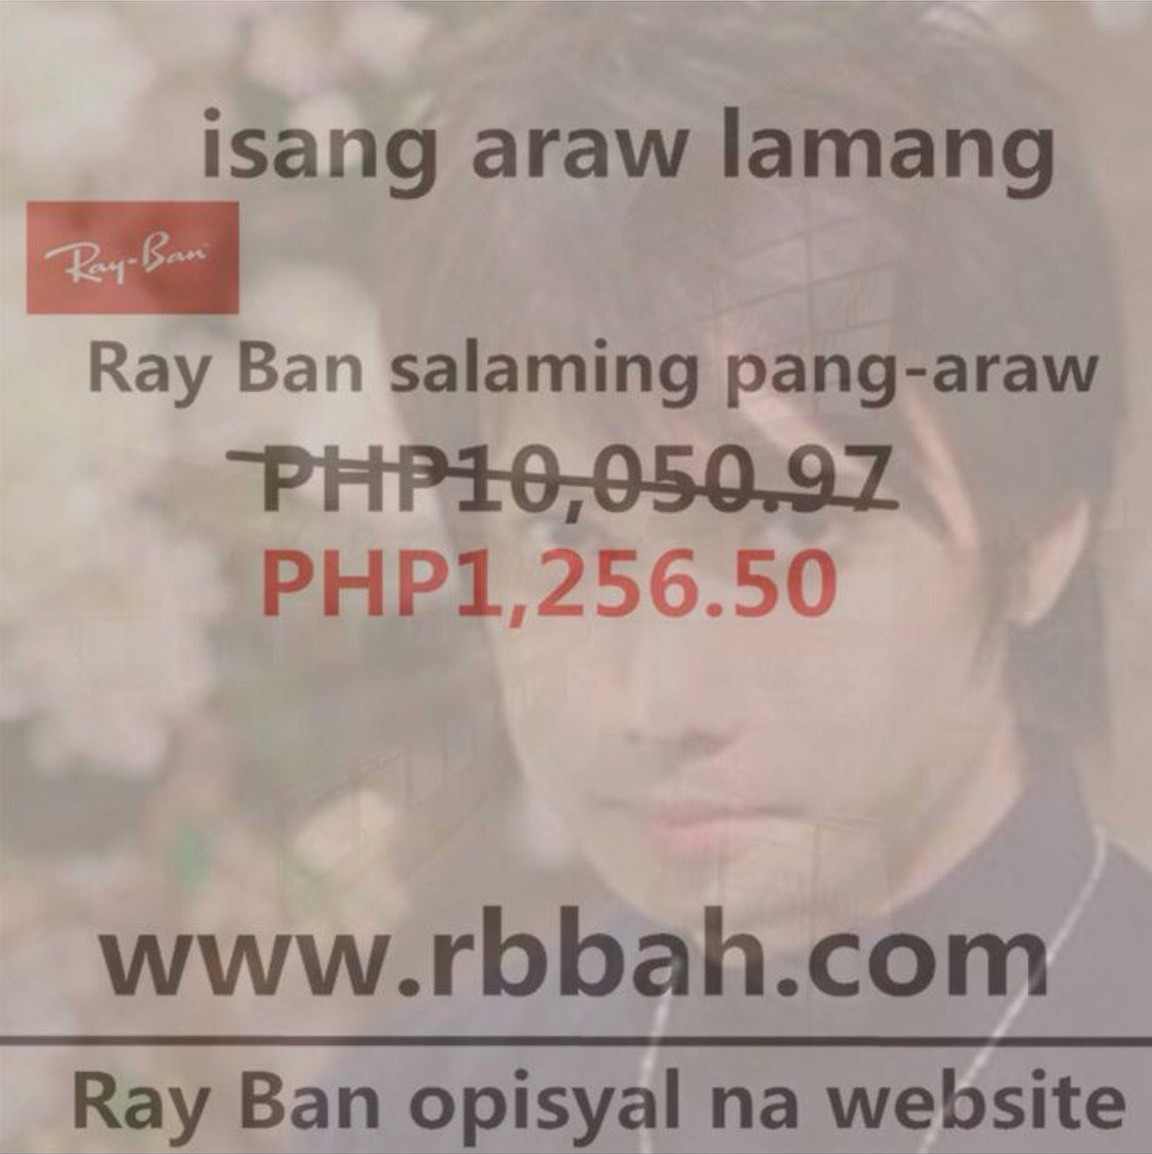 isang araw lamang
Ray-Ban
Ray Ban salaming pang-araw
PHP10,050.97
PHP1,256.50
www.rbbah.com
Ray Ban opisyal na website